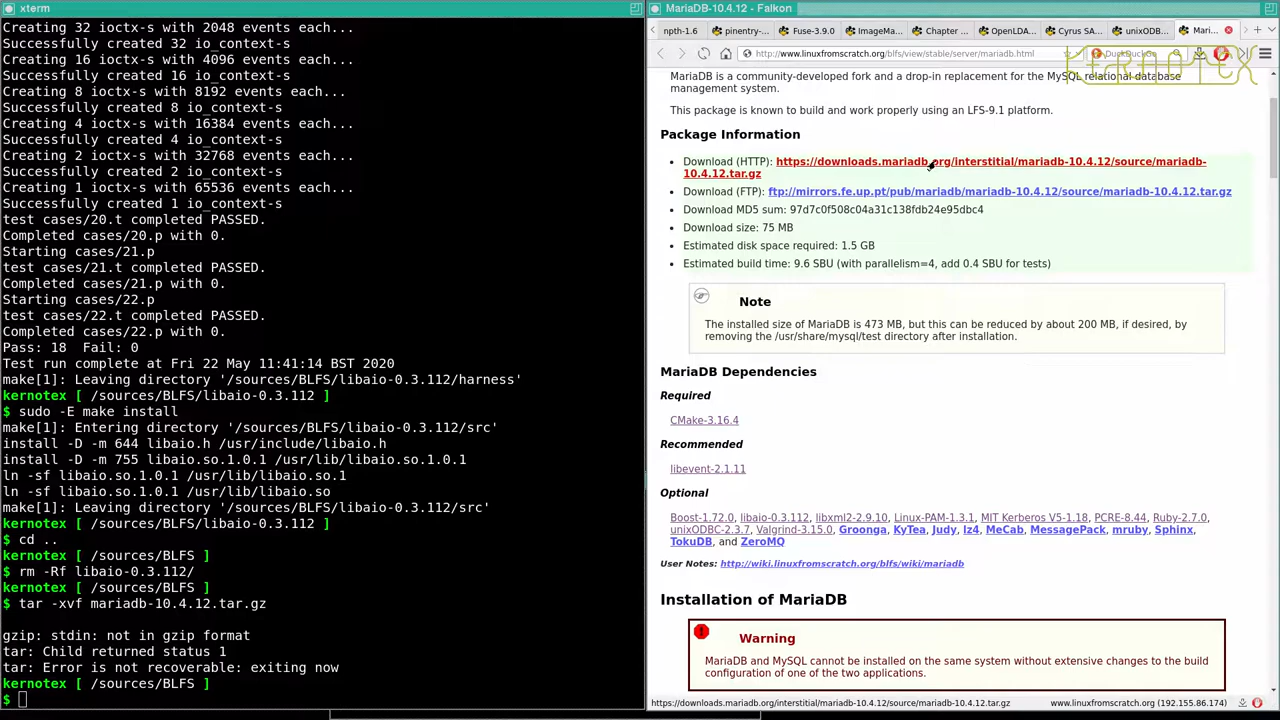 xterm
Creating 32 ioctx-s with 2048 events each...
Successfully created 32 io_context-s
Creating 16 ioctx-s with 4096 events each...
Successfully created 16 io_context-s
Creating 8 ioctx-s with 8192 events each...
Successfully created 8 io_context-s
Creating 4 ioctx-s with 16384 events each...
Successfully created 4 io_context-s
Creating 2 ioctx-s with 32768 events each...
Successfully created 2 io_context-s
Creating 1 ioctx-s with 65536 events each...
Successfully created 1 io_context-s
test cases/20.t completed PASSED.
Completed cases/20.p with 0.
Starting cases/21.p
test cases/21.t completed PASSED.
Completed cases/21.p with 0.
Starting cases/22.p
test cases/22.t completed PASSED.
Completed cases/22.p with 0.
Pass: 18  Fail: 0
Test run complete at Fri 22 May 11:41:14 BST 2020
make[1]: Leaving directory '/sources/BLFS/libaio-0.3.112/harness'
kernotex [ /sources/BLFS/libaio-0.3.112 ]
$ sudo -E make install
make[1]: Entering directory '/sources/BLFS/libaio-0.3.112/src'
install -D -m 644 libaio.h /usr/include/libaio.h
install -D -m 755 libaio.so.1.0.1 /usr/lib/libaio.so.1.0.1
ln -sf libaio.so.1.0.1 /usr/lib/libaio.so.1
ln -sf libaio.so.1.0.1 /usr/lib/libaio.so
make[1]: Leaving directory '/sources/BLFS/libaio-0.3.112/src'
kernotex [ /sources/BLFS/libaio-0.3.112 ]
$ cd ..
kernotex [ /sources/BLFS ]
$ rm -Rf libaio-0.3.112/
kernotex [ /sources/BLFS ]
$ tar -xvf mariadb-10.4.12.tar.gz
gzip: stdin: not in gzip format
tar: Child returned status 1
tar: Error is not recoverable: exiting now
kernotex [ /sources/BLFS ]
$
MariaDB-10.4.12 - Falkon
npth-1.6 pinentry-... Fuse-3.9.0 ImageMa... Chapter ... OpenLDA... Cyrus SA... unixODB... Mari...
http://www.linuxfromscratch.org/blfs/view/stable/server/mariadb.html DuckDuckGo
KERNOTEX
MariaDB is a community-developed fork and a drop-in replacement for the MySQL relational database
management system.
This package is known to build and work properly using an LFS-9.1 platform.
Package Information
Download (HTTP): https://downloads.mariadb.org/interstitial/mariadb-10.4.12/source/mariadb-
10.4.12.tar.gz
Download (FTP): ftp://mirrors.fe.up.pt/pub/mariadb/mariadb-10.4.12/source/mariadb-10.4.12.tar.gz
Download MD5 sum: 97d7c0f508c04a31c138fdb24e95dbc4
Download size: 75 MB
Estimated disk space required: 1.5 GB
Estimated build time: 9.6 SBU (with parallelism=4, add 0.4 SBU for tests)
Note
The installed size of MariaDB is 473 MB, but this can be reduced by about 200 MB, if desired, by
removing the /usr/share/mysql/test directory after installation.
MariaDB Dependencies
Required
CMake-3.16.4
Recommended
libevent-2.1.11
Optional
Boost-1.72.0, libaio-0.3.112, libxml2-2.9.10, Linux-PAM-1.3.1, MIT Kerberos V5-1.18, PCRE-8.44, Ruby-2.7.0,
unixODBC-2.3.7, Valgrind-3.15.0, Groonga, KyTea, Judy, lz4, MeCab, MessagePack, mruby, Sphinx,
TokuDB, and ZeroMQ
User Notes: http://wiki.linuxfromscratch.org/blfs/wiki/mariadb
Installation of MariaDB
Warning
MariaDB and MySQL cannot be installed on the same system without extensive changes to the build
configuration of one of the two applications.
https://downloads.mariadb.org/interstitial/mariadb-10.4.12/source/mariadb-10.4.12.tar.gz www.linuxfromscratch.org (192.155.86.174)